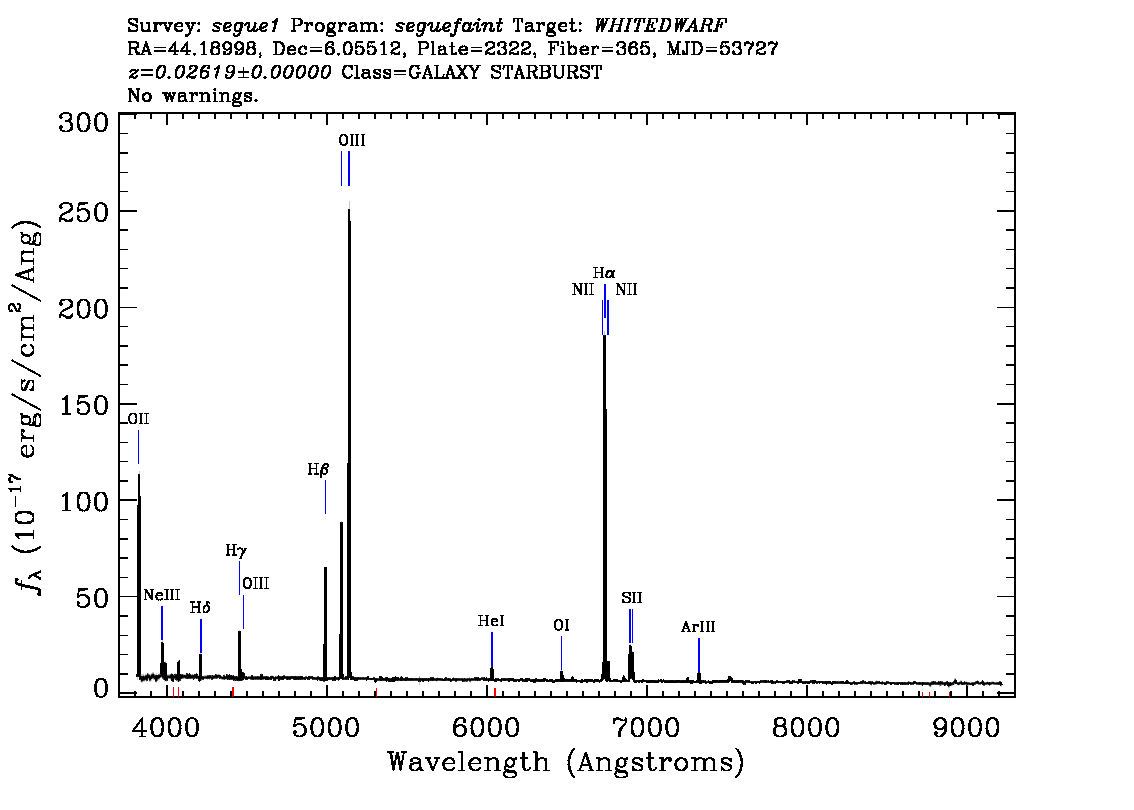 Survey: segue1 Program: seguefaint Target: WHITEDWARF
RA=44.18998, Dec=6.05512, Plate=2322, Fiber=365, MJD=53727
z=0.02619±0.00000 Class=GALAXY STARBURST
No warnings.
300
OIII
250
Hα
NII NII
200
150
OII
Hβ
100
Hγ
OIII
50
NeIII
Hδ
HeI
OI
SII
ArIII
0
4000 5000 6000 7000 8000 9000
Wavelength (Angstroms)
f_λ (10^−17 erg/s/cm^2/Ang)